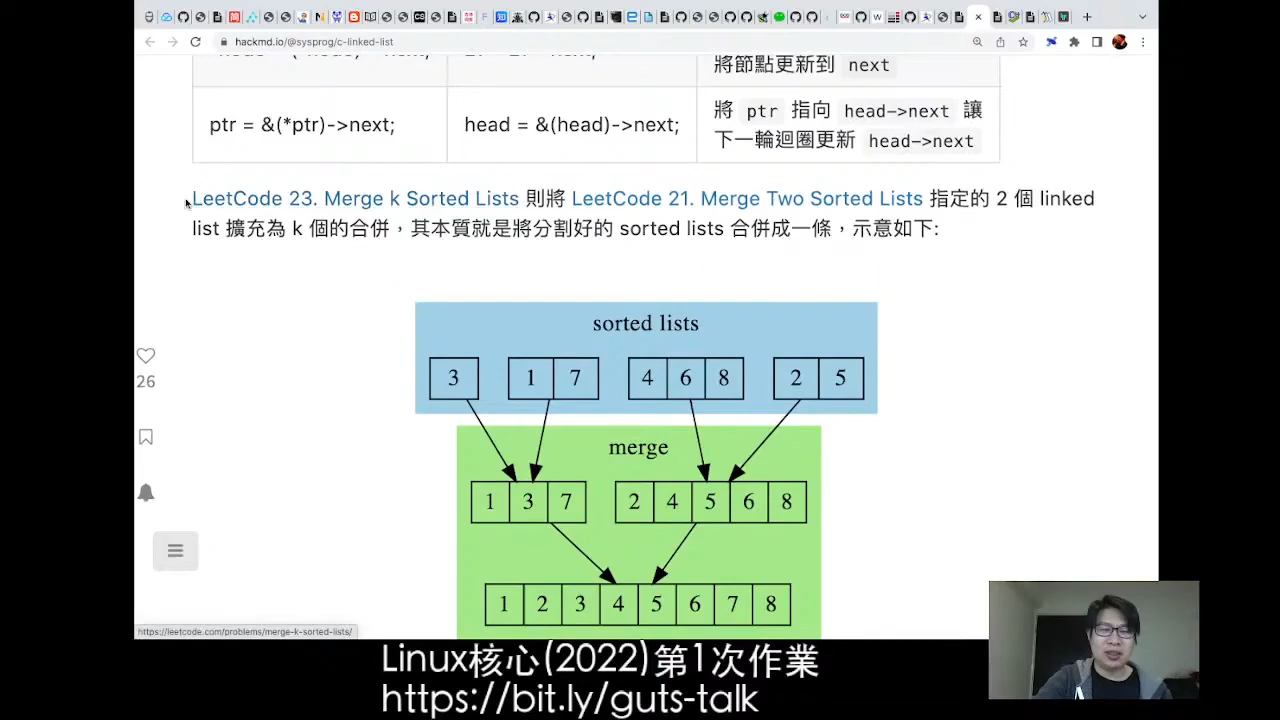 hackmd.io/@sysprog/c-linked-list
將節點更新到 next
ptr = &(*ptr)->next;
head = &(head)->next;
將 ptr 指向 head->next 讓
下一輪迴圈更新 head->next
LeetCode 23. Merge k Sorted Lists 則將 LeetCode 21. Merge Two Sorted Lists 指定的 2 個 linked
list 擴充為 k 個的合併，其本質就是將分割好的 sorted lists 合併成一條，示意如下:
sorted lists
3 1 7 4 6 8 2 5
merge
1 3 7 2 4 5 6 8
1 2 3 4 5 6 7 8
26
https://leetcode.com/problems/merge-k-sorted-lists/
Linux核心(2022)第1次作業
https://bit.ly/guts-talk